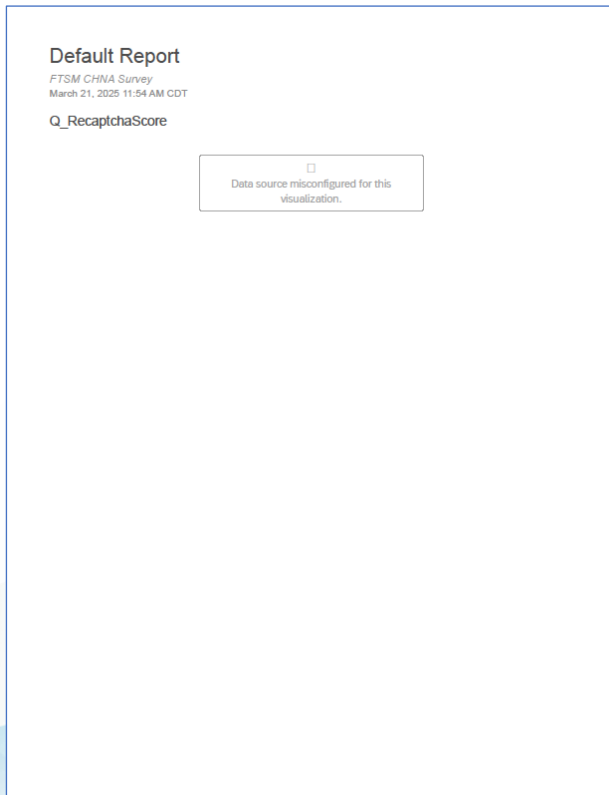 Default Report
FTSM CHNA Survey
March 21, 2025 11:54 AM CDT
Q_RecaptchaScore
Data source misconfigured for this
visualization.